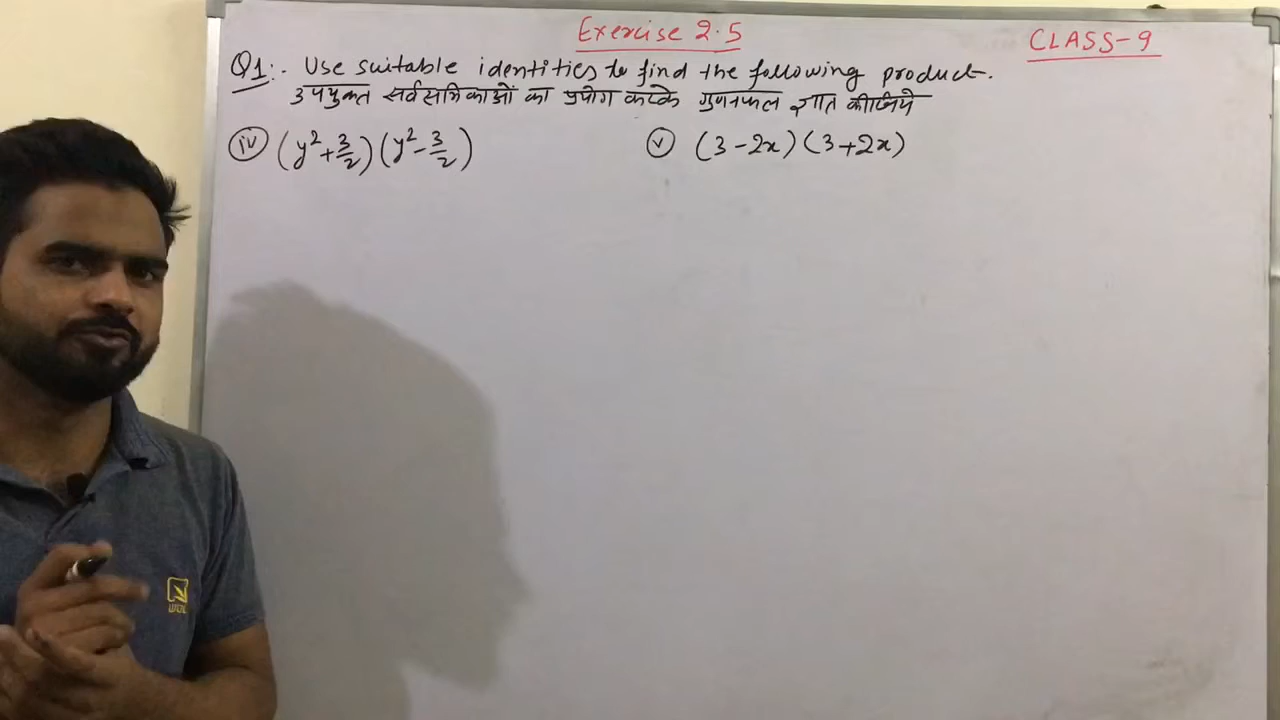 Exercise 2.5
CLASS-9
Q1:- Use suitable identities to find the following product.
उपयुक्त सर्वसमिकाओं का प्रयोग करके गुणनफल ज्ञात कीजिये
iv (y²+3/2)(y²-3/2)
v (3-2x)(3+2x)